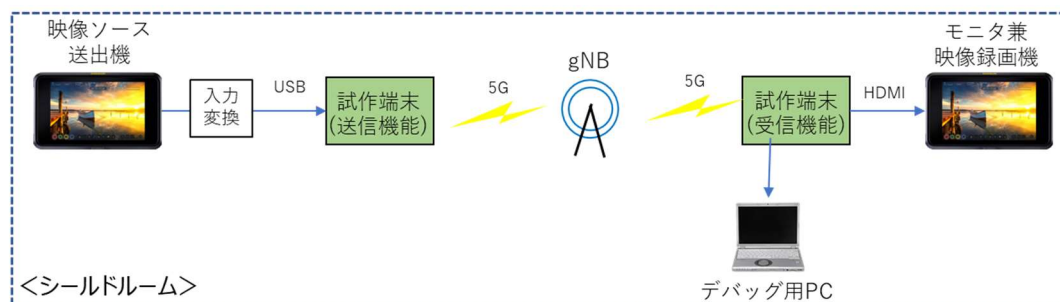 映像ソース
送出機
入力
変換
USB
試作端末
(送信機能)
5G
gNB
5G
試作端末
(受信機能)
HDMI
モニタ兼
映像録画機
デバッグ用PC
＜シールドルーム＞